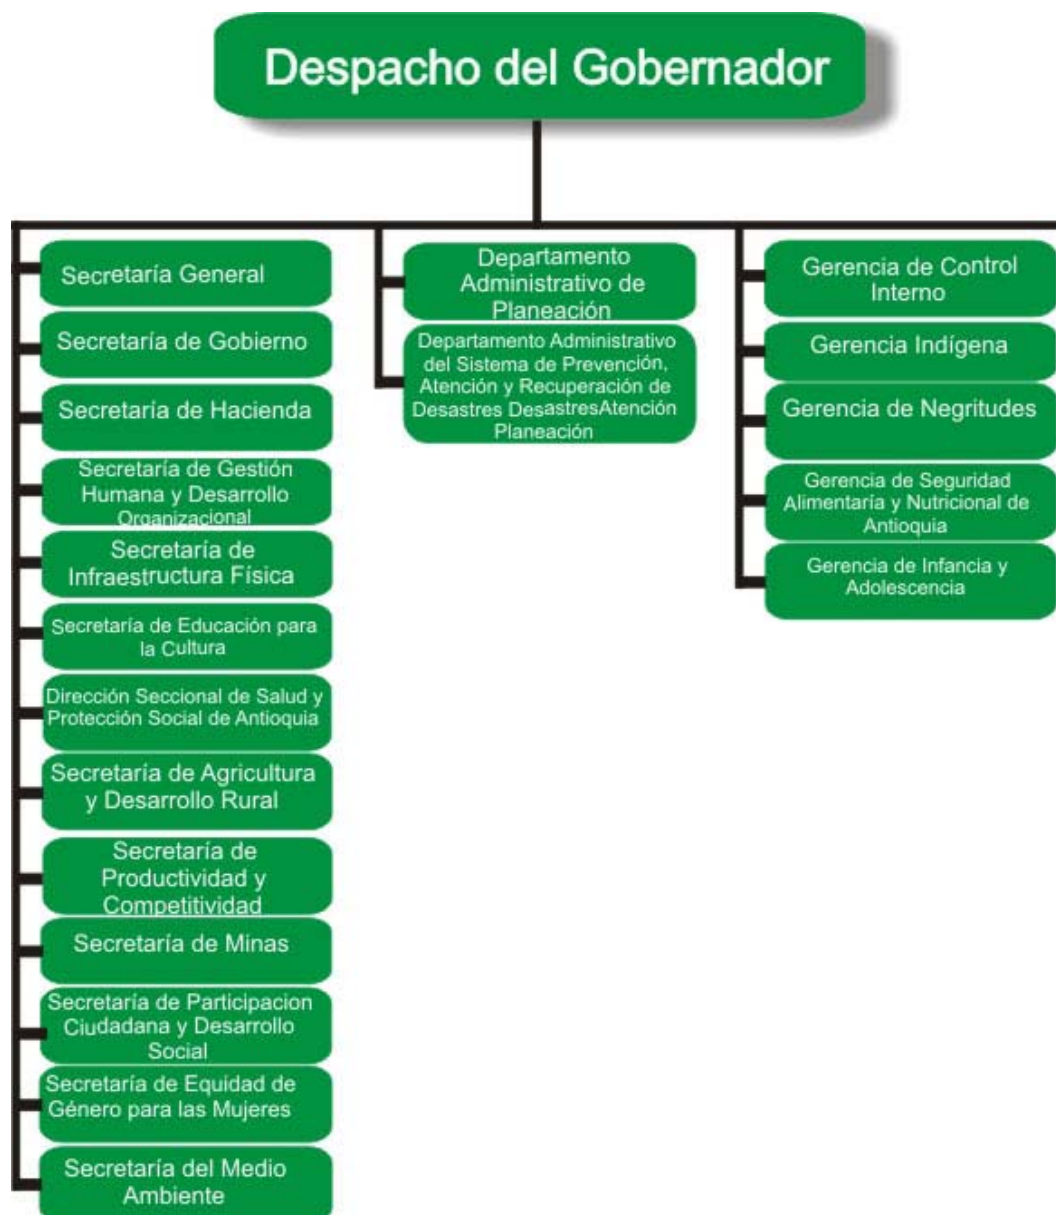 Despacho del Gobernador
Secretaría General
Secretaría de Gobierno
Secretaría de Hacienda
Secretaría de Gestión
Humana y Desarrollo
Organizacional
Secretaría de
Infraestructura Física
Secretaría de Educación para
la Cultura
Dirección Seccional de Salud y
Protección Social de Antioquia
Secretaría de Agricultura
y Desarrollo Rural
Secretaría de
Productividad y
Competitividad
Secretaría de Minas
Secretaría de Participacion
Ciudadana y Desarrollo
Social
Secretaría de Equidad de
Género para las Mujeres
Secretaría del Medio
Ambiente
Departamento
Administrativo de
Planeación
Departamento Administrativo
del Sistema de Prevención,
Atención y Recuperación de
Desastres DesastresAtención
Planeación
Gerencia de Control
Interno
Gerencia Indígena
Gerencia de Negritudes
Gerencia de Seguridad
Alimentaría y Nutricional de
Antioquia
Gerencia de Infancia y
Adolescencia